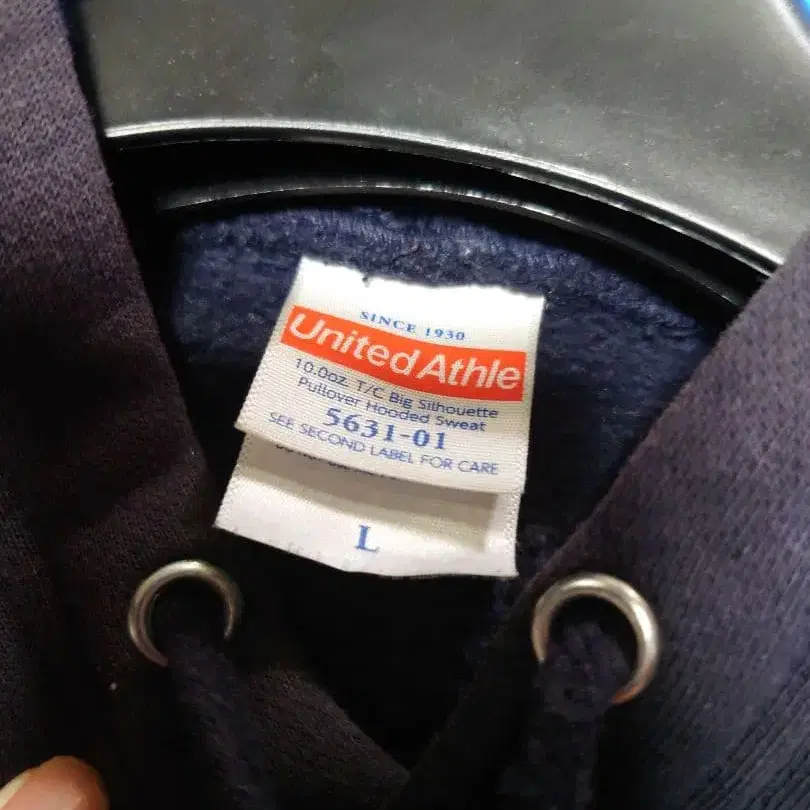 SINCE 1930
United Athle
10.0oz. T/C Big Silhouette
Pullover Hooded Sweat
5631-01
SEE SECOND LABEL FOR CARE
L